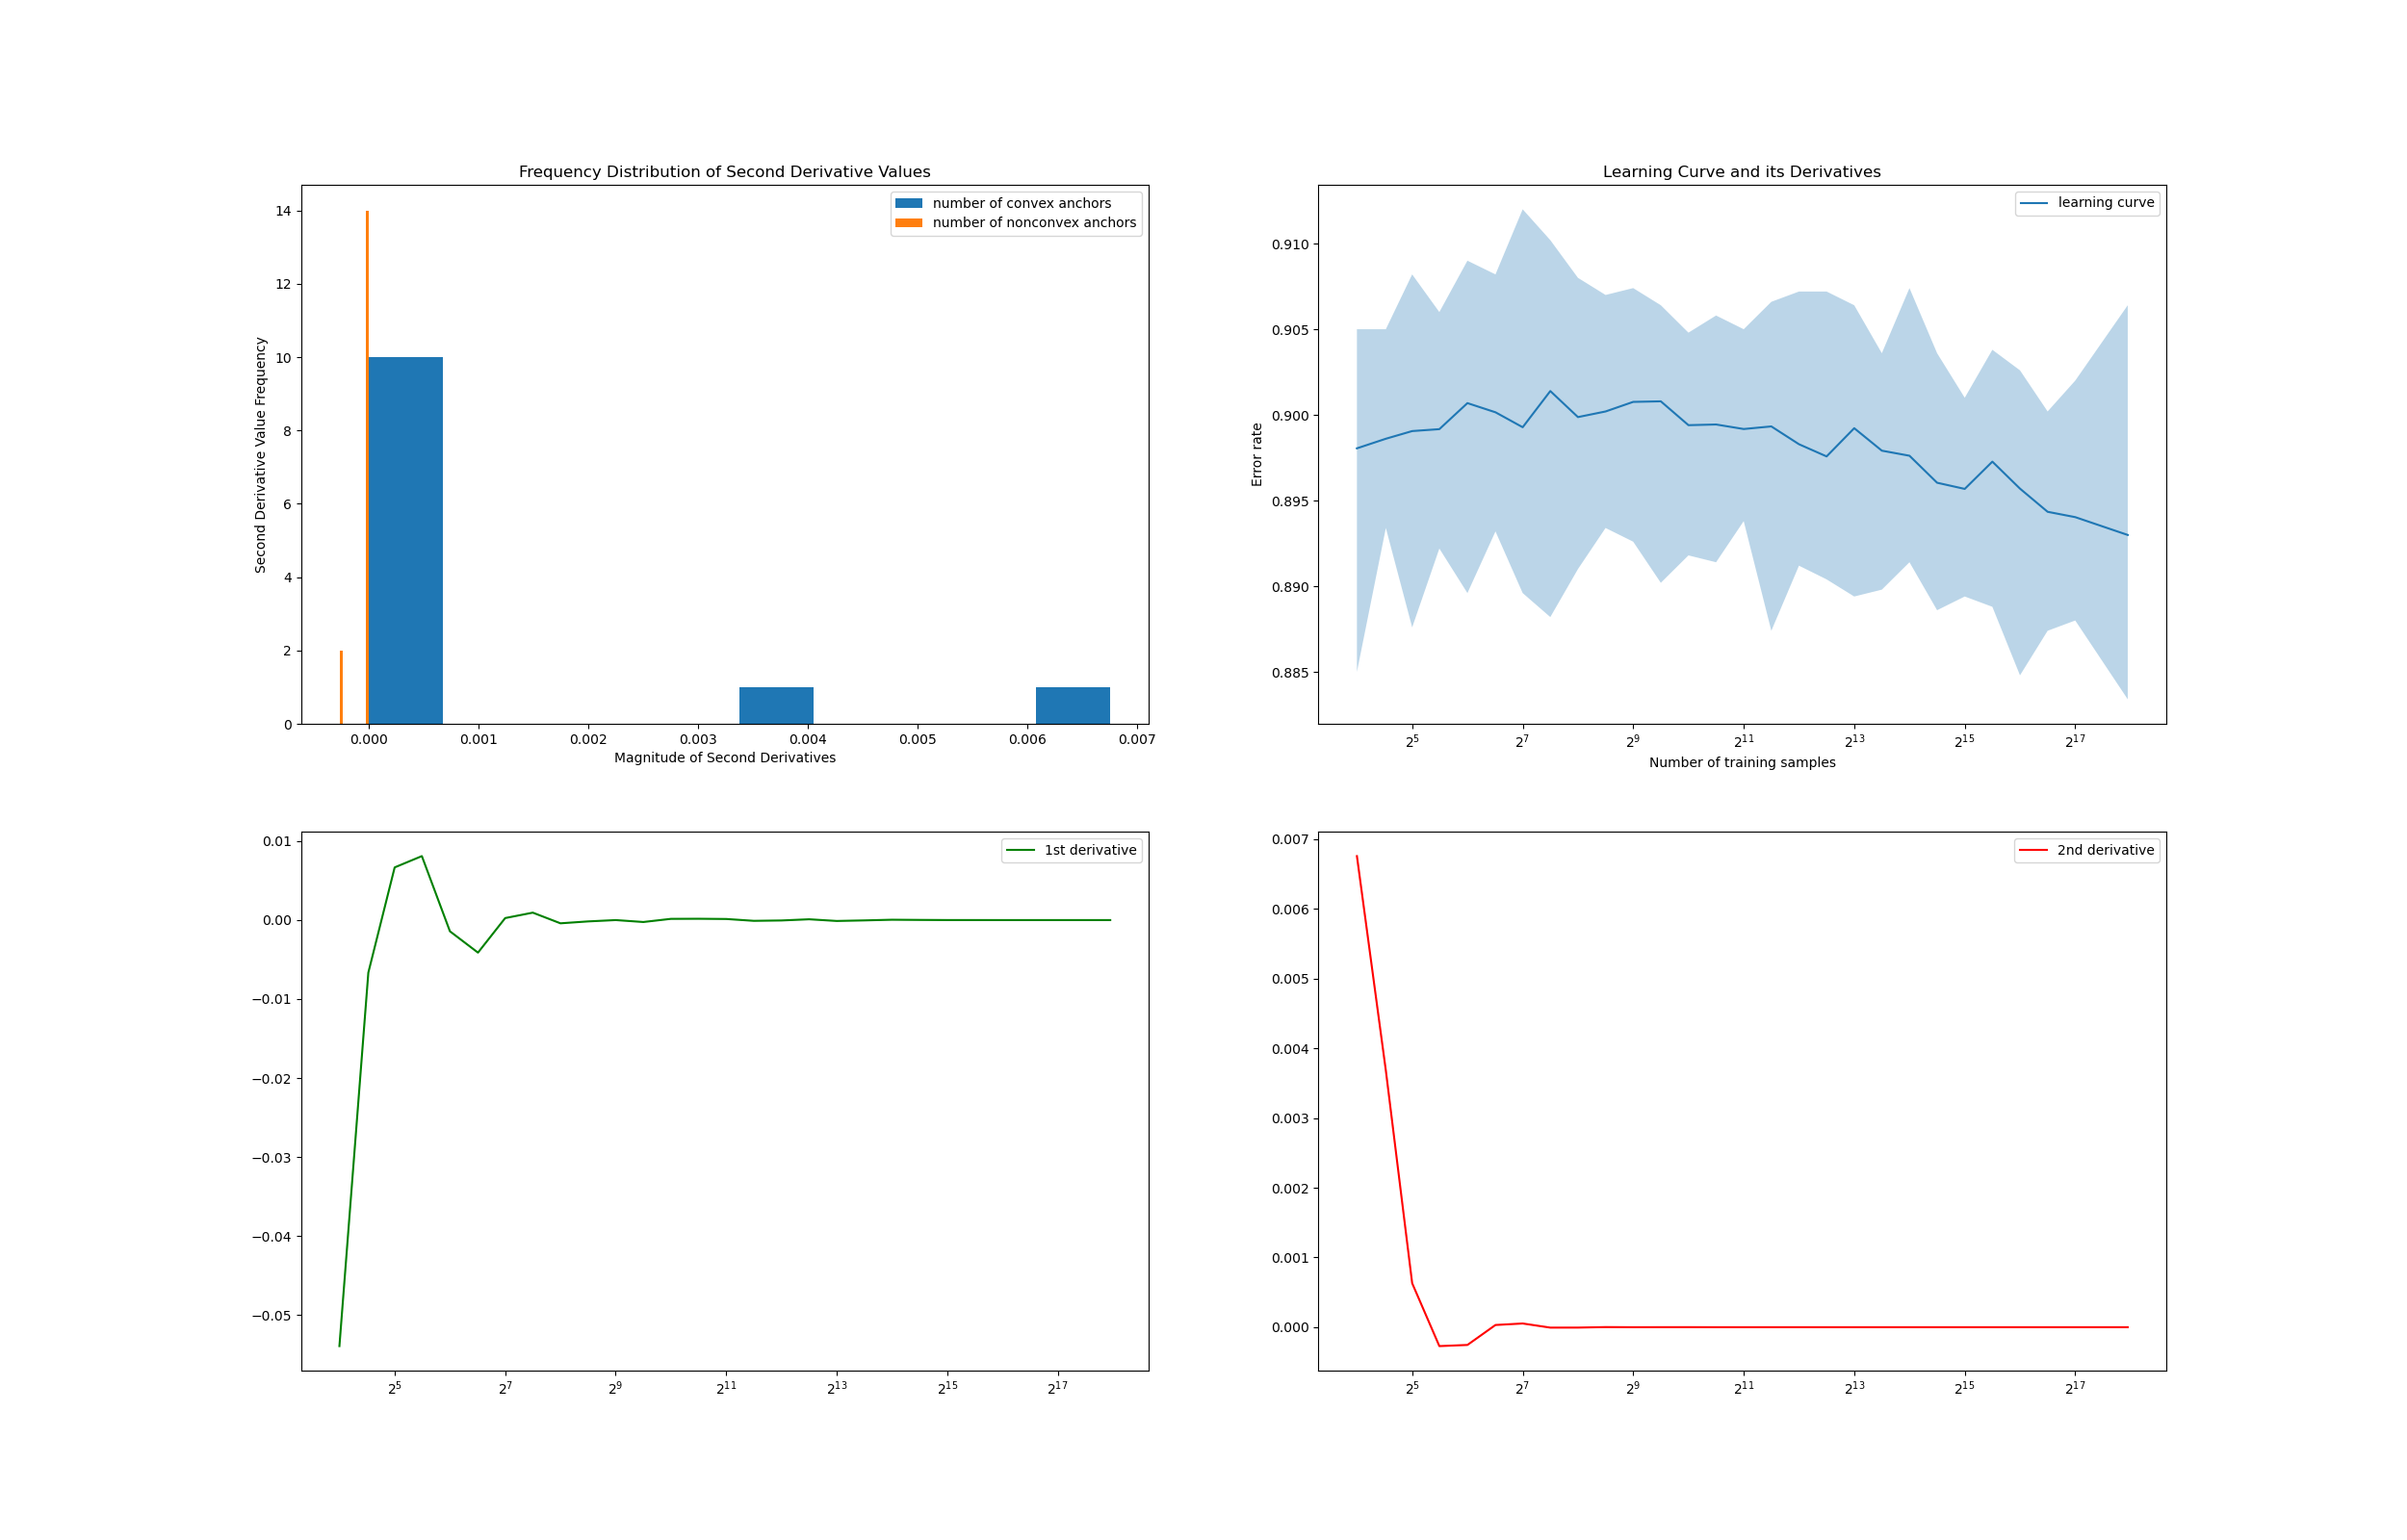 Frequency Distribution of Second Derivative Values
number of convex anchors
number of nonconvex anchors
14
12
10
8
6
4
2
0
Second Derivative Value Frequency
0.000 0.001 0.002 0.003 0.004 0.005 0.006 0.007
Magnitude of Second Derivatives
Learning Curve and its Derivatives
learning curve
0.910
0.905
0.900
0.895
0.890
0.885
Error rate
2^5 2^7 2^9 2^11 2^13 2^15 2^17
Number of training samples
1st derivative
0.01
0.00
−0.01
−0.02
−0.03
−0.04
−0.05
2^5 2^7 2^9 2^11 2^13 2^15 2^17
2nd derivative
0.007
0.006
0.005
0.004
0.003
0.002
0.001
0.000
2^5 2^7 2^9 2^11 2^13 2^15 2^17